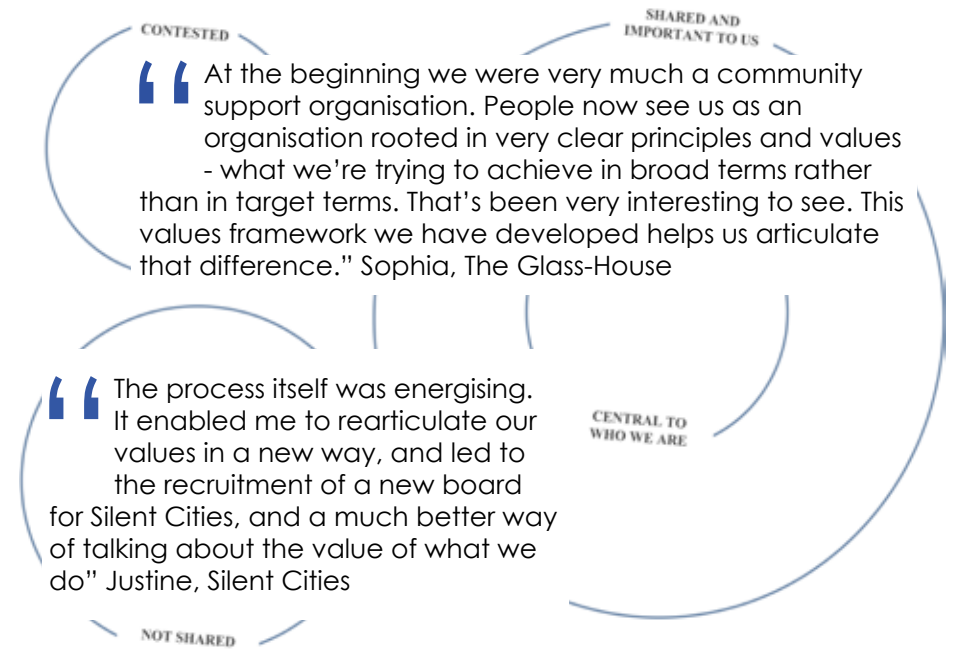 CONTESTED
SHARED AND
IMPORTANT TO US
“ At the beginning we were very much a community
support organisation. People now see us as an
organisation rooted in very clear principles and values
- what we’re trying to achieve in broad terms rather
than in target terms. That’s been very interesting to see. This
values framework we have developed helps us articulate
that difference.” Sophia, The Glass-House
“ The process itself was energising.
It enabled me to rearticulate our
values in a new way, and led to
the recruitment of a new board
for Silent Cities, and a much better way
of talking about the value of what we
do” Justine, Silent Cities
CENTRAL TO
WHO WE ARE
NOT SHARED